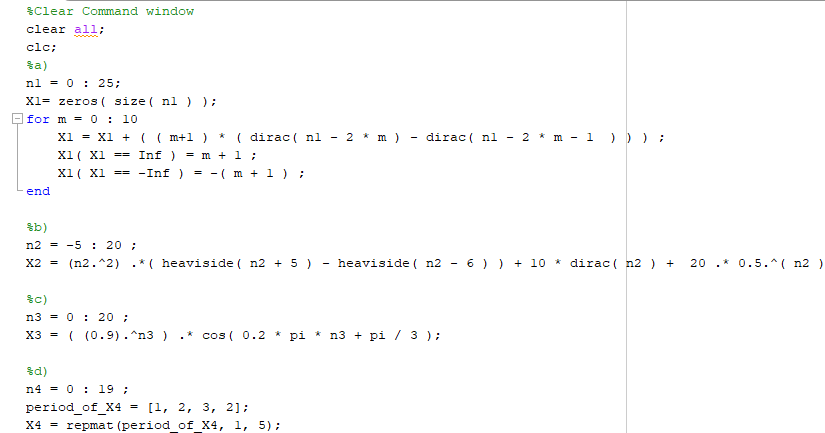 %Clear Command window
clear all;
clc;
%a)
n1 = 0 : 25;
X1= zeros( size( n1 ) );
for m = 0 : 10
X1 = X1 + ( ( m+1 ) * ( dirac( n1 - 2 * m ) - dirac( n1 - 2 * m - 1  ) ) ) ;
X1( X1 == Inf ) = m + 1 ;
X1( X1 == -Inf ) = -( m + 1 ) ;
end
%b)
n2 = -5 : 20 ;
X2 = (n2.^2) .*( heaviside( n2 + 5 ) - heaviside( n2 - 6 ) ) + 10 * dirac( n2 ) +  20 .* 0.5.^( n2 )
%c)
n3 = 0 : 20 ;
X3 = ( (0.9).^n3 ) .* cos( 0.2 * pi * n3 + pi / 3 );
%d)
n4 = 0 : 19 ;
period_of_X4 = [1, 2, 3, 2];
X4 = repmat(period_of_X4, 1, 5);